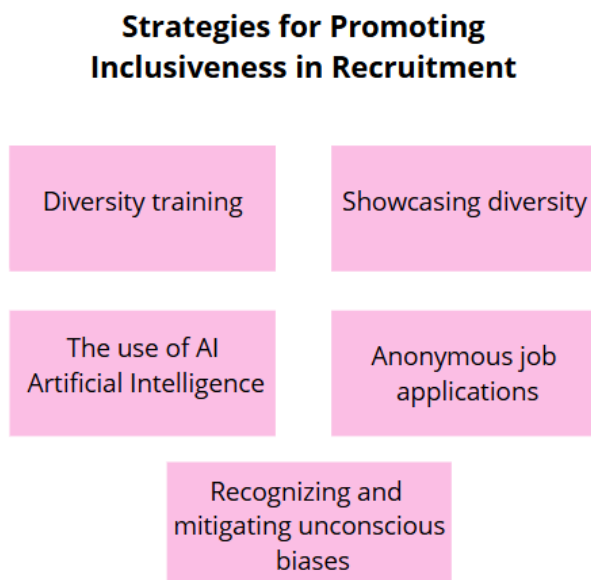 Strategies for Promoting
Inclusiveness in Recruitment
Diversity training
Showcasing diversity
The use of AI
Artificial Intelligence
Anonymous job
applications
Recognizing and
mitigating unconscious
biases